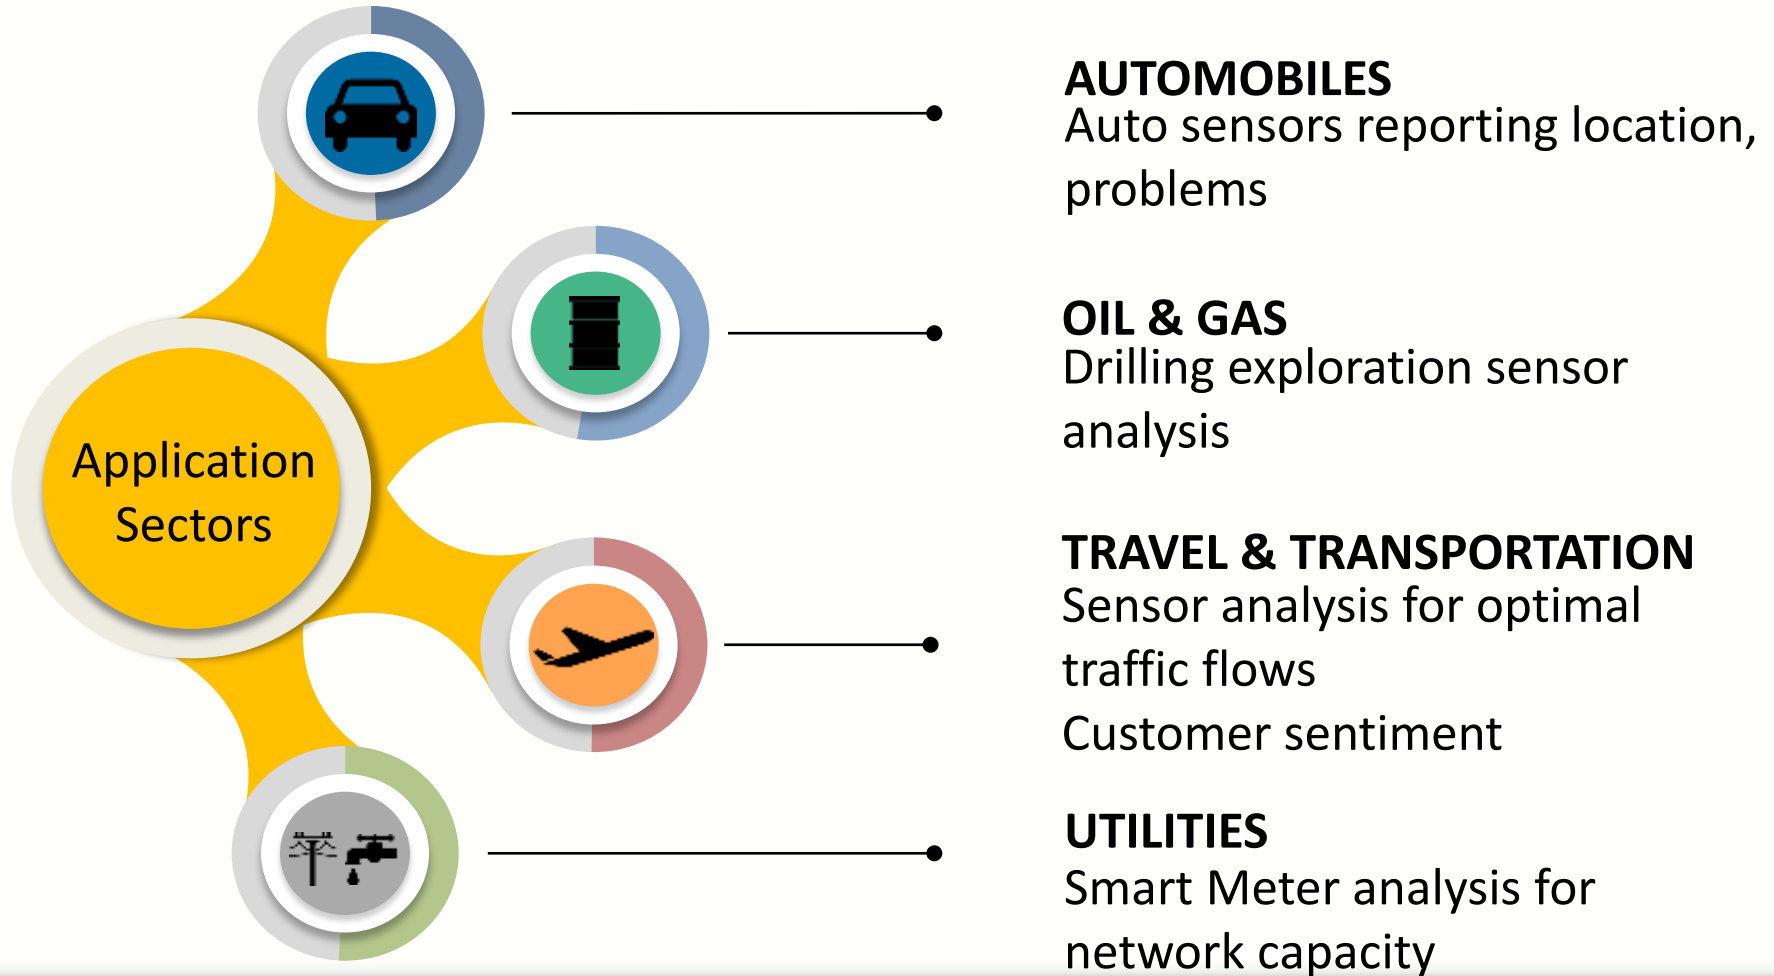 Application
Sectors
AUTOMOBILES
Auto sensors reporting location,
problems
OIL & GAS
Drilling exploration sensor
analysis
TRAVEL & TRANSPORTATION
Sensor analysis for optimal
traffic flows
Customer sentiment
UTILITIES
Smart Meter analysis for
network capacity